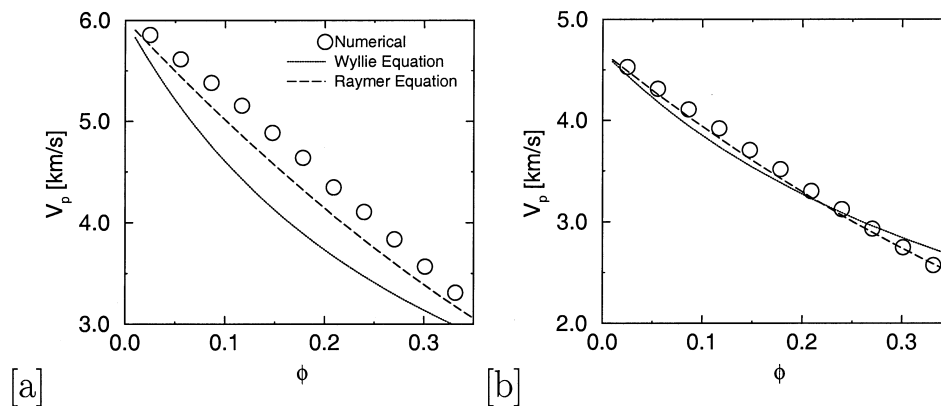 6.0
5.0
4.0
3.0
V_p [km/s]
Numerical
Wyllie Equation
Raymer Equation
0.0 0.1 0.2 0.3
ϕ
[a]
5.0
4.0
3.0
2.0
V_p [km/s]
0.0 0.1 0.2 0.3
ϕ
[b]